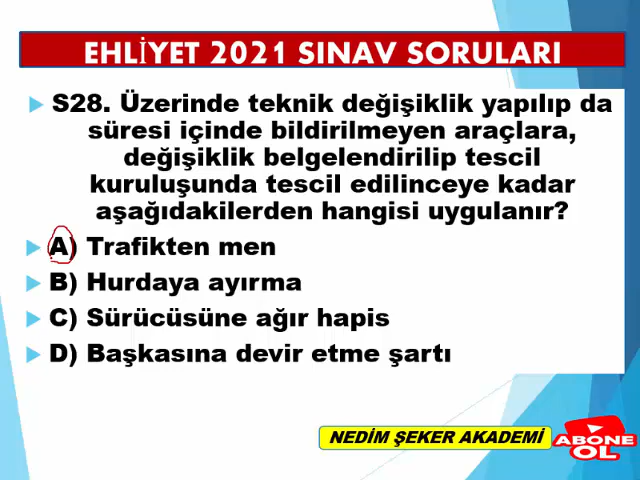 EHLİYET 2021 SINAV SORULARI
S28. Üzerinde teknik değişiklik yapılıp da
süresi içinde bildirilmeyen araçlara,
değişiklik belgelendirilip tescil
kuruluşunda tescil edilinceye kadar
aşağıdakilerden hangisi uygulanır?
A) Trafikten men
B) Hurdaya ayırma
C) Sürücüsüne ağır hapis
D) Başkasına devir etme şartı
NEDİM ŞEKER AKADEMİ
ABONE
OL